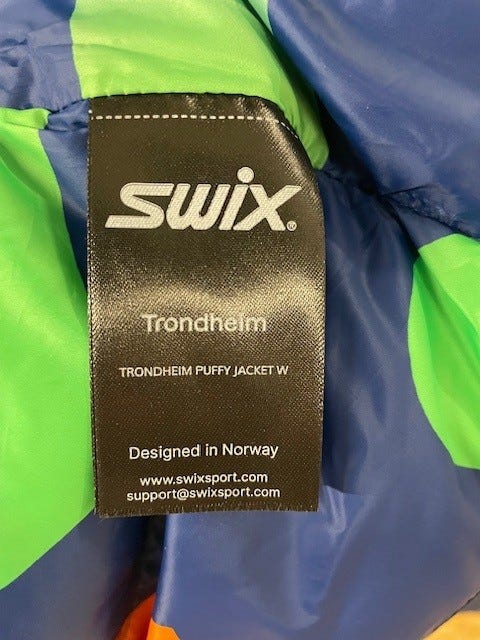 SWIX®
Trondheim
TRONDHEIM PUFFY JACKET W
Designed in Norway
www.swixsport.com
support@swixsport.com